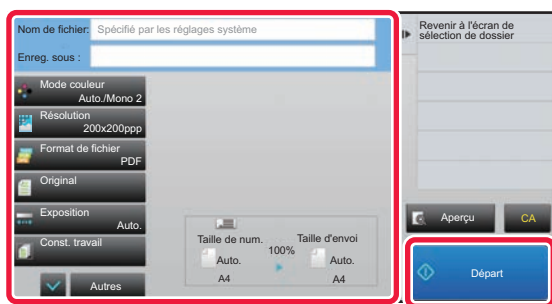 Nom de fichier: Spécifié par les réglages système
Enreg. sous :
Mode couleur
Auto./Mono 2
Résolution
200x200ppp
Format de fichier
PDF
Original
Exposition
Auto.
Const. travail
Autres
Taille de num.
100%
Taille d'envoi
Auto.
Auto.
A4
A4
Revenir à l'écran de
sélection de dossier
Aperçu
CA
Départ